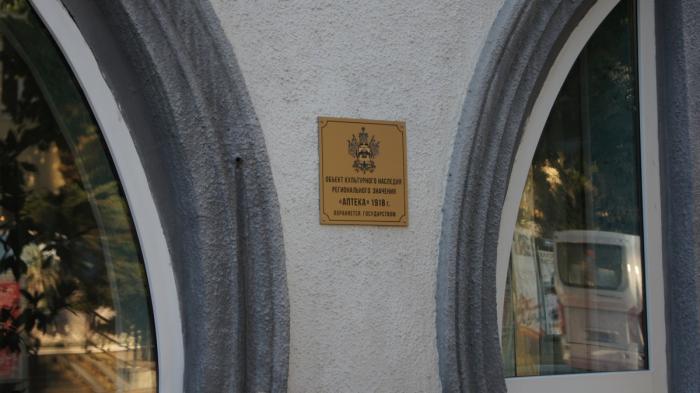 ОБЪЕКТ КУЛЬТУРНОГО НАСЛЕДИЯ
РЕГИОНАЛЬНОГО ЗНАЧЕНИЯ
«АПТЕКА» 1918 г.
ОХРАНЯЕТСЯ ГОСУДАРСТВОМ